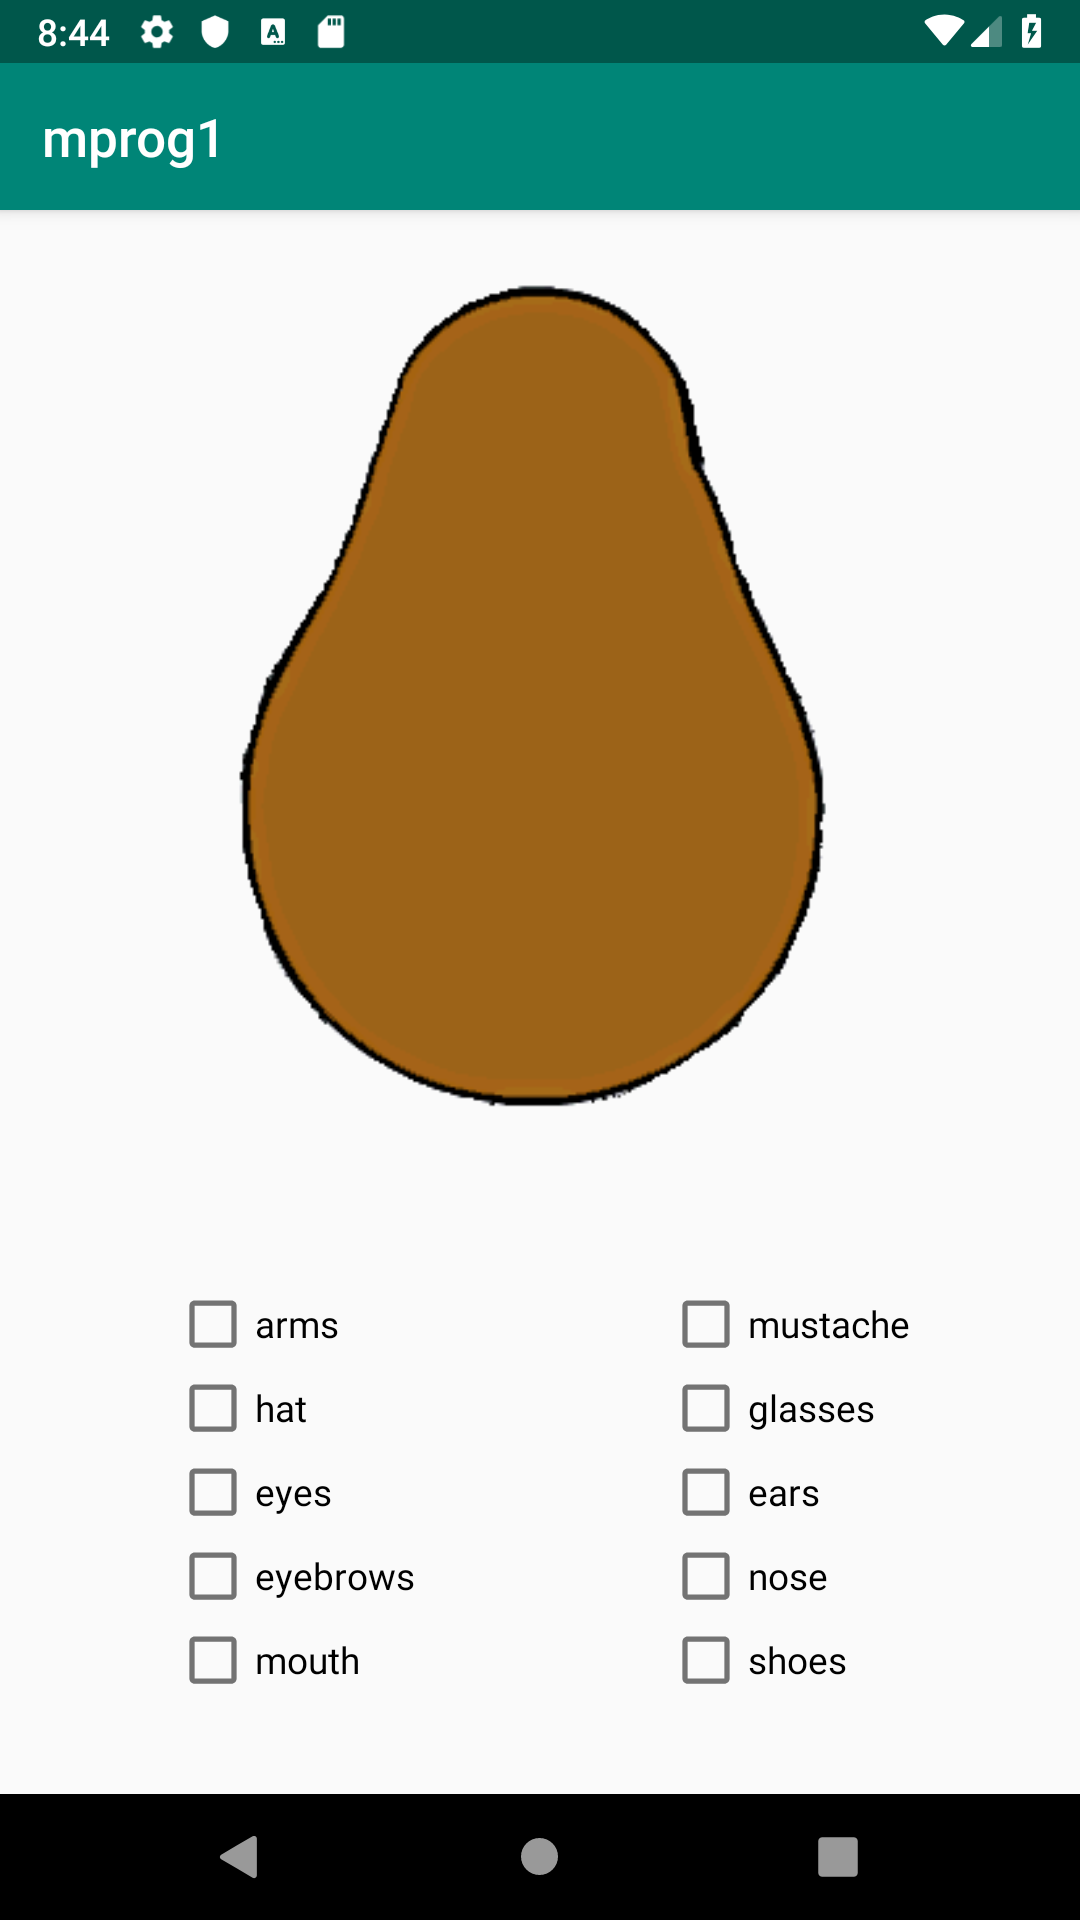 8:44
mprog1
arms
mustache
hat
glasses
eyes
ears
eyebrows
nose
mouth
shoes